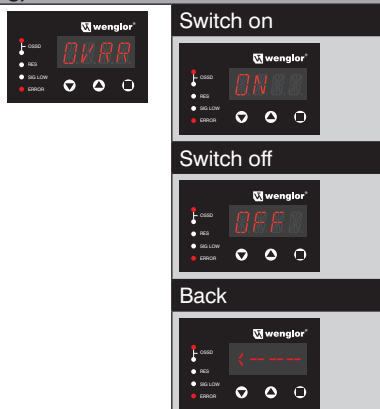 wenglor®
OSSD
RES
SIG LOW
ERROR
OVRR
Switch on
wenglor®
OSSD
RES
SIG LOW
ERROR
ON
Switch off
wenglor®
OSSD
RES
SIG LOW
ERROR
OFF
Back
wenglor®
OSSD
RES
SIG LOW
ERROR
<-----